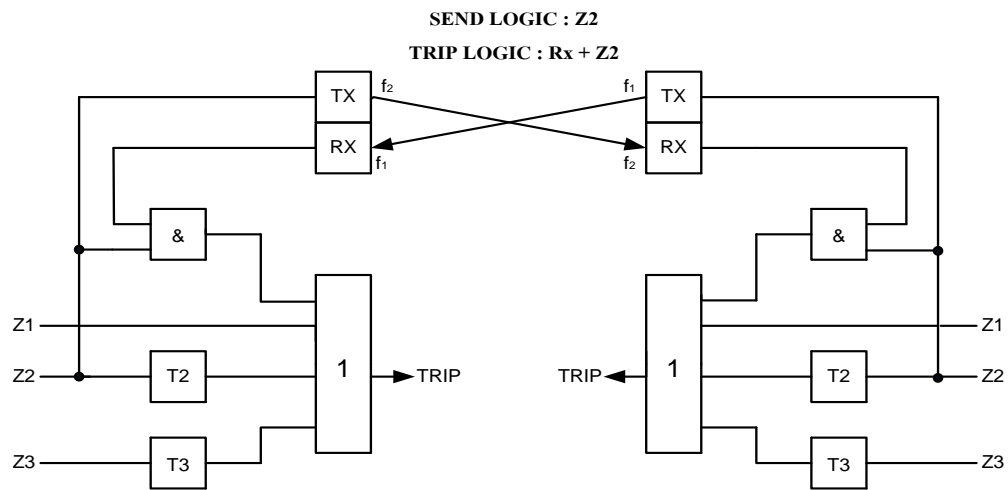 SEND LOGIC : Z2
TRIP LOGIC : Rx + Z2
TX f₂ f₁ TX
RX f₁ f₂ RX
& &
Z1 Z1
Z2 T2 1 TRIP TRIP 1 T2 Z2
Z3 T3 T3 Z3